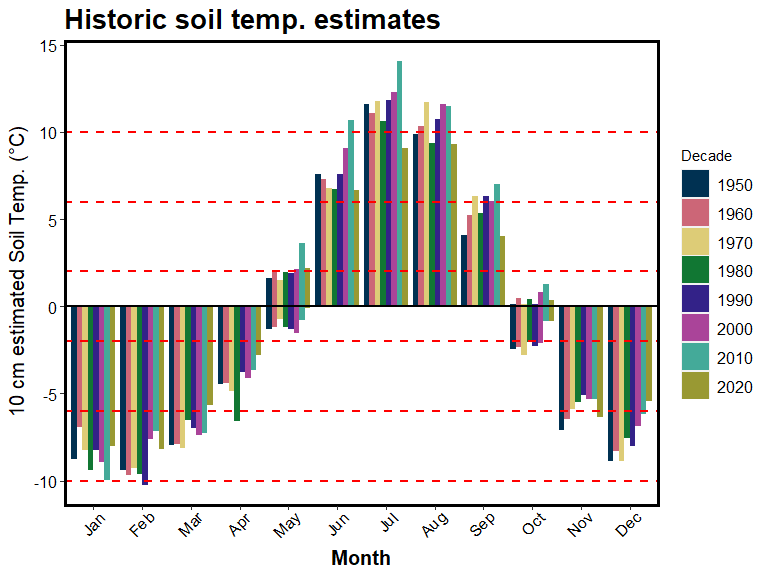 Historic soil temp. estimates
10 cm estimated Soil Temp. (°C)
15
10
5
0
-5
-10
Jan
Feb
Mar
Apr
May
Jun
Jul
Aug
Sep
Oct
Nov
Dec
Month
Decade
1950
1960
1970
1980
1990
2000
2010
2020